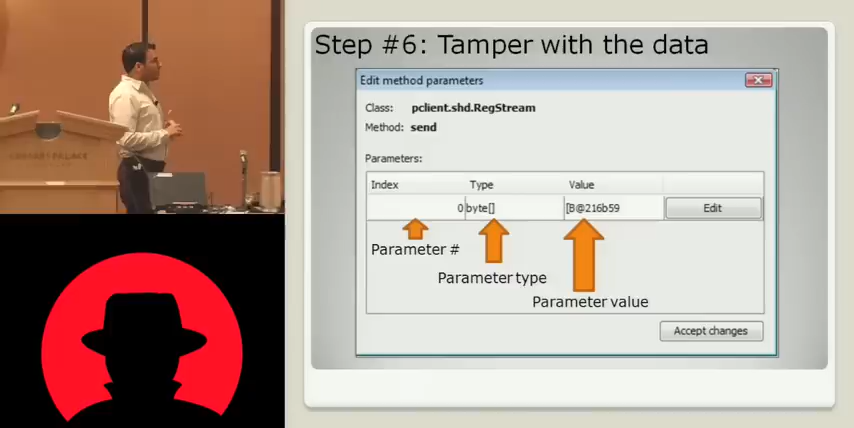 Step #6: Tamper with the data
Edit method parameters
Class: pclient.shd.RegStream
Method: send
Parameters:
Index Type Value
0 byte[] [B@216b59 Edit
Parameter #
Parameter type
Parameter value
Accept changes